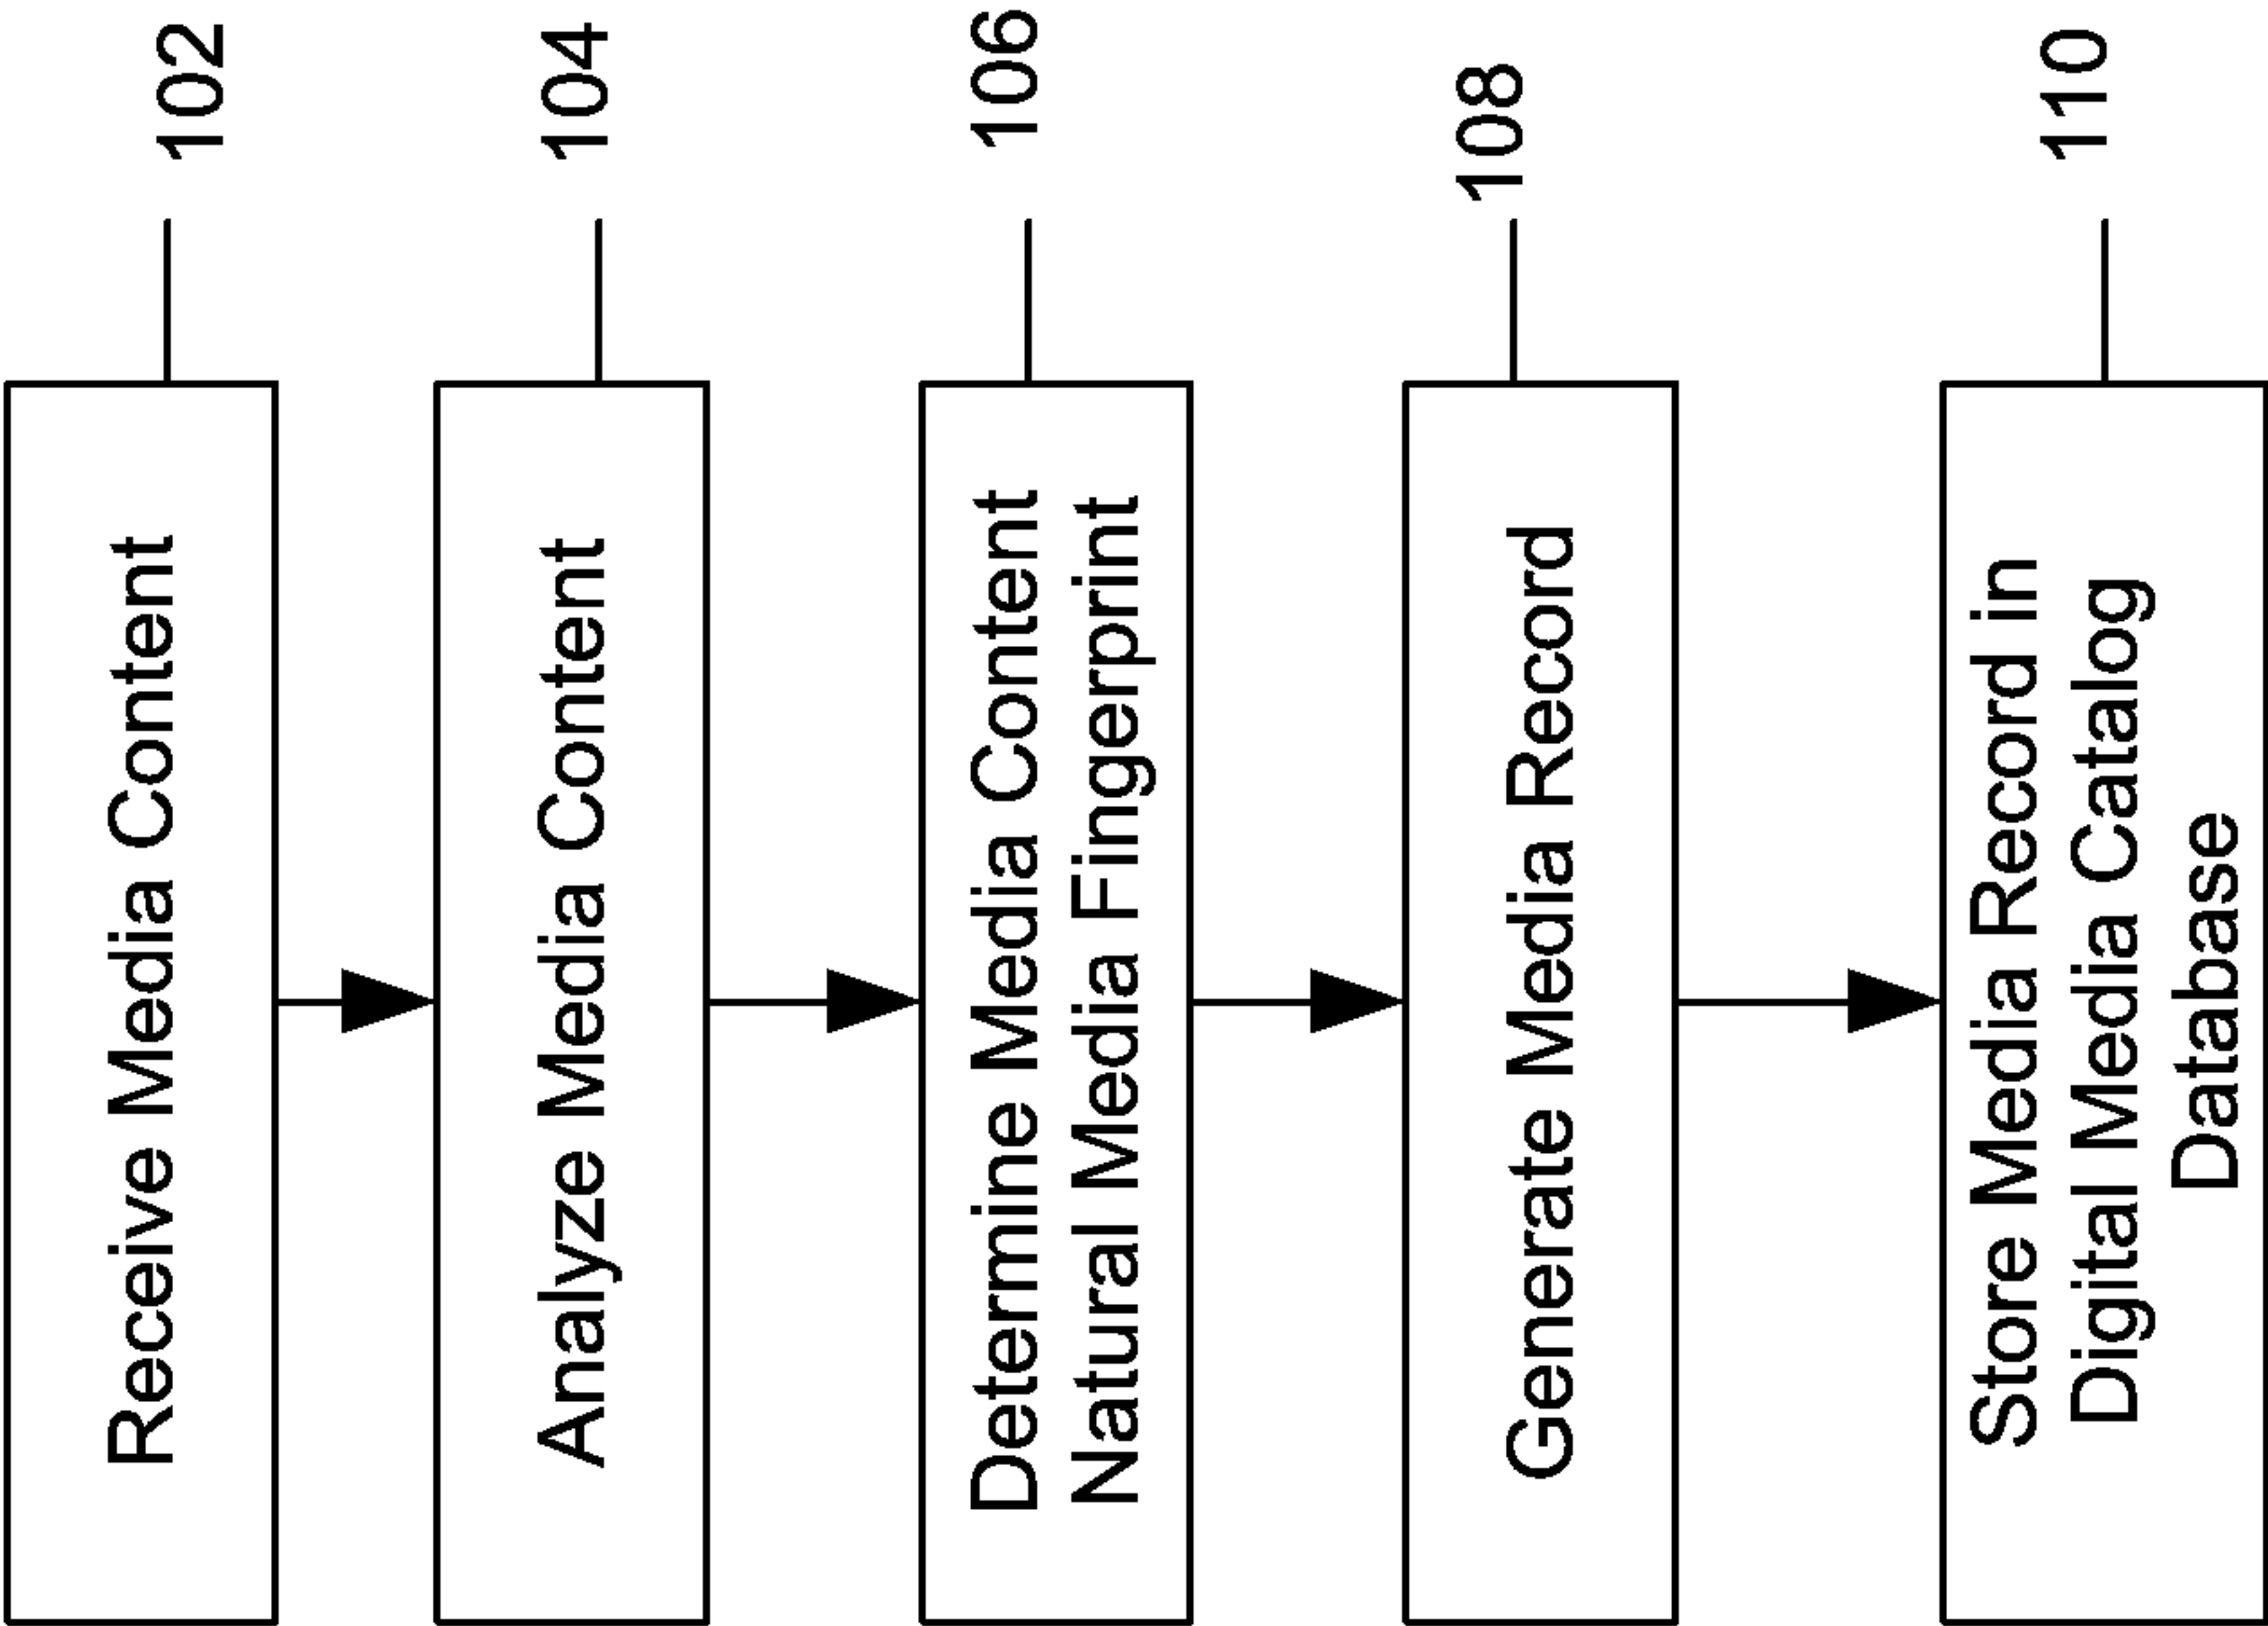 Receive Media Content
102
Analyze Media Content
104
Determine Media Content
Natural Media Fingerprint
106
Generate Media Record
108
Store Media Record in
Digital Media Catalog
Database
110